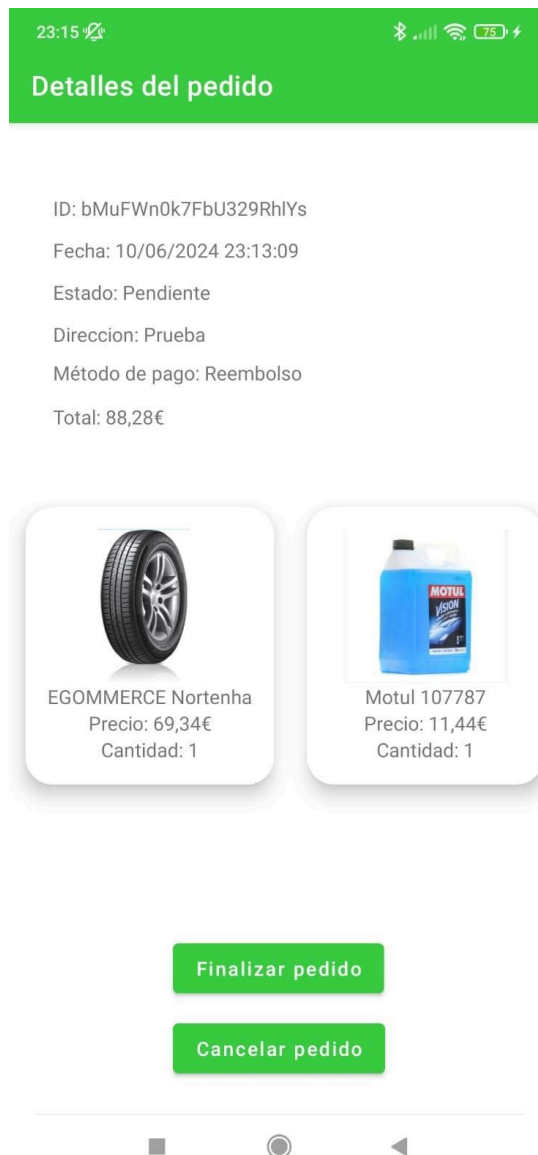 23:15
75
Detalles del pedido
ID: bMuFWn0k7FbU329RhlYs
Fecha: 10/06/2024 23:13:09
Estado: Pendiente
Direccion: Prueba
Método de pago: Reembolso
Total: 88,28€
MOTUL
VISION
EGOMMERCE Nortenha
Precio: 69,34€
Cantidad: 1
Motul 107787
Precio: 11,44€
Cantidad: 1
Finalizar pedido
Cancelar pedido